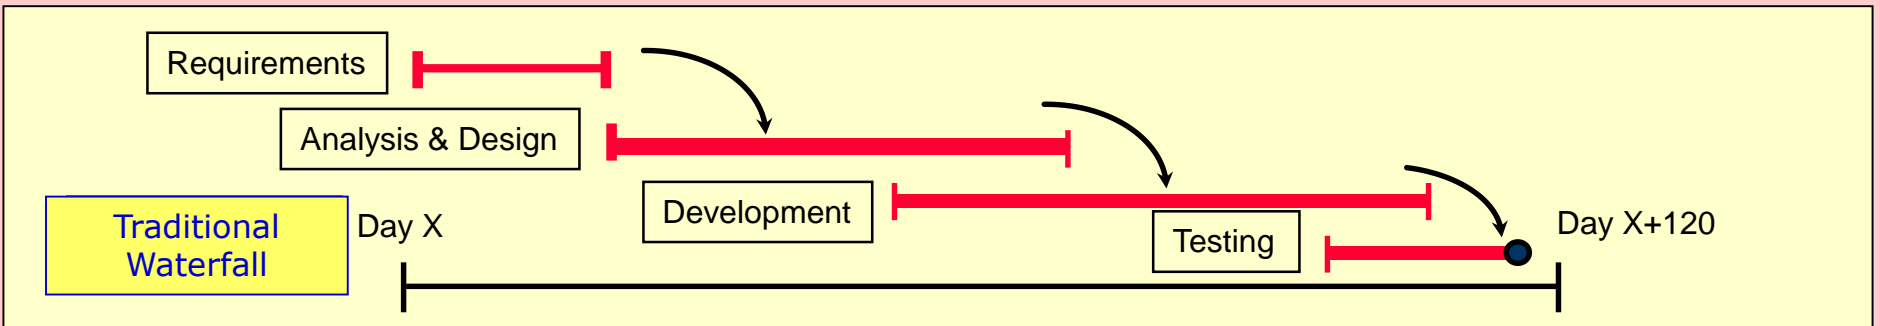 Requirements
Analysis & Design
Development
Testing
Traditional
Waterfall
Day X
Day X+120